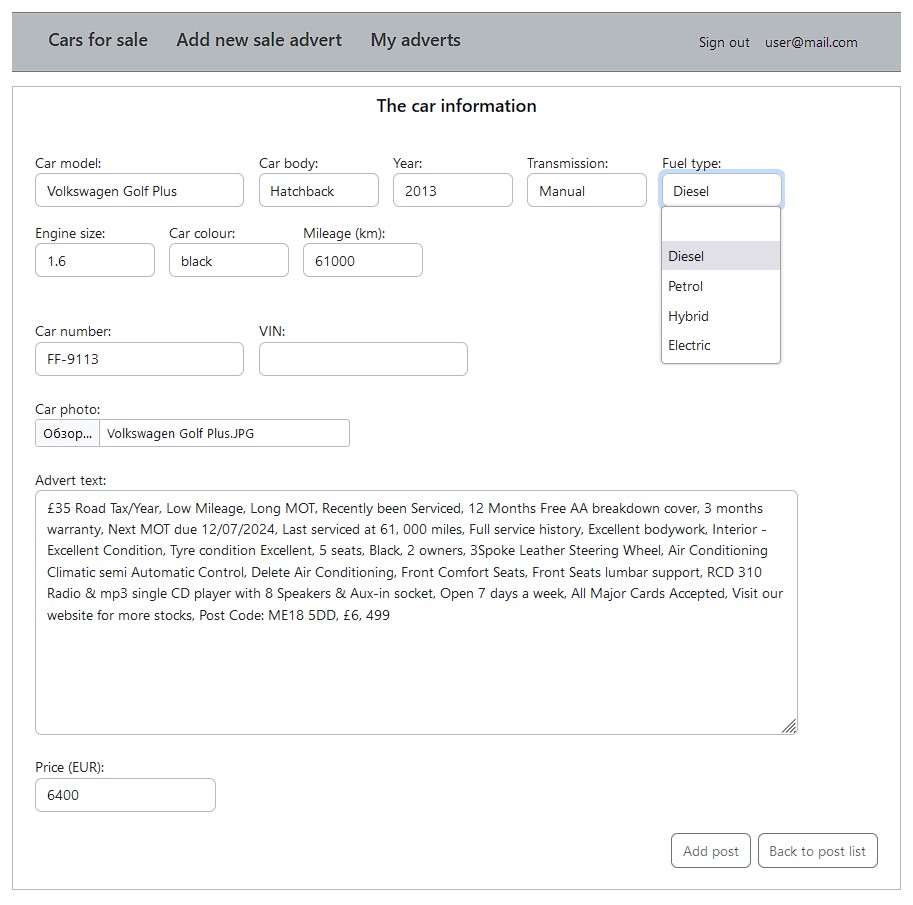 Cars for sale Add new sale advert My adverts Sign out user@mail.com
The car information
Car model: Car body: Year: Transmission: Fuel type:
Volkswagen Golf Plus Hatchback 2013 Manual Diesel
Engine size: Car colour: Mileage (km):
1.6 black 61000
Diesel
Petrol
Hybrid
Electric
Car number: VIN:
FF-9113
Car photo:
Обзор... Volkswagen Golf Plus.JPG
Advert text:
£35 Road Tax/Year, Low Mileage, Long MOT, Recently been Serviced, 12 Months Free AA breakdown cover, 3 months
warranty, Next MOT due 12/07/2024, Last serviced at 61, 000 miles, Full service history, Excellent bodywork, Interior -
Excellent Condition, Tyre condition Excellent, 5 seats, Black, 2 owners, 3Spoke Leather Steering Wheel, Air Conditioning
Climatic semi Automatic Control, Delete Air Conditioning, Front Comfort Seats, Front Seats lumbar support, RCD 310
Radio & mp3 single CD player with 8 Speakers & Aux-in socket, Open 7 days a week, All Major Cards Accepted, Visit our
website for more stocks, Post Code: ME18 5DD, £6, 499
Price (EUR):
6400
Add post Back to post list